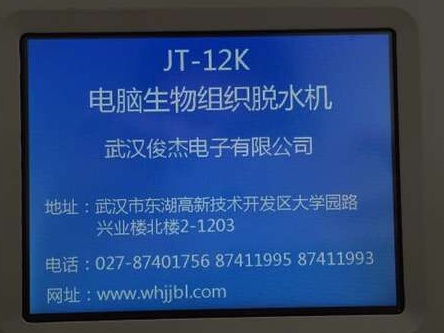 JT-12K
电脑生物组织脱水机
武汉俊杰电子有限公司
地址：武汉市东湖高新技术开发区大学园路
兴业楼北楼2-1203
电话：027-87401756 87411995 87411993
网址：www.whjjbl.com